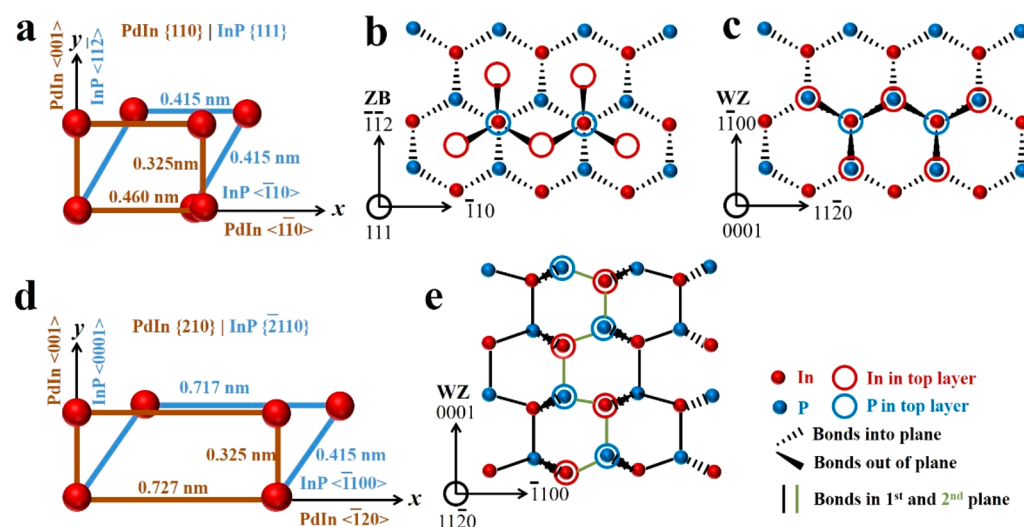 a
PdIn {110} | InP {111}
PdIn <001>
InP <1̄12>
y
0.415 nm
0.325nm
0.415 nm
0.460 nm
InP <1̄10>
x
PdIn <1̄10>
b
ZB
1̄1̄2
1̄10
111
c
WZ
11̄00
112̄0
0001
d
PdIn {210} | InP {2̄110}
PdIn <001>
InP <0001>
y
0.717 nm
0.325 nm
0.415 nm
0.727 nm
InP <1̄100>
x
PdIn <1̄20>
e
WZ
0001
1̄100
112̄0
In
In in top layer
P
P in top layer
Bonds into plane
Bonds out of plane
Bonds in 1st and 2nd plane